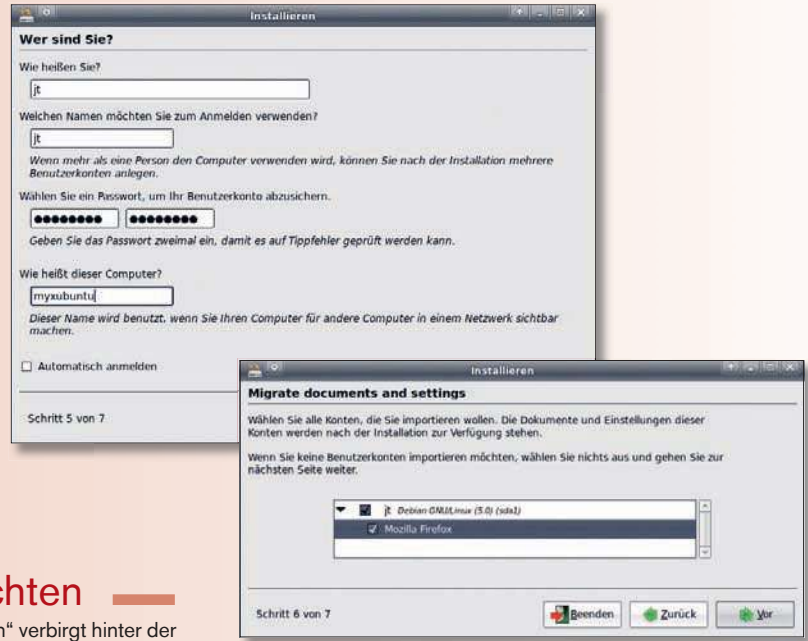 Installieren
Wer sind Sie?
Wie heißen Sie?
jt
Welchen Namen möchten Sie zum Anmelden verwenden?
jt
Wenn mehr als eine Person den Computer verwenden wird, können Sie nach der Installation mehrere
Benutzerkonten anlegen.
Wählen Sie ein Passwort, um Ihr Benutzerkonto abzusichern.
●●●●●●●● ●●●●●●●●
Geben Sie das Passwort zweimal ein, damit es auf Tippfehler geprüft werden kann.
Wie heißt dieser Computer?
myxubuntu
Dieser Name wird benutzt, wenn Sie Ihren Computer für andere Computer in einem Netzwerk sichtbar
machen.
Automatisch anmelden
Schritt 5 von 7
Installieren
Migrate documents and settings
Wählen Sie alle Konten, die Sie importieren wollen. Die Dokumente und Einstellungen dieser
Konten werden nach der Installation zur Verfügung stehen.
Wenn Sie keine Benutzerkonten importieren möchten, wählen Sie nichts aus und gehen Sie zur
nächsten Seite weiter.
jt Debian GNU/Linux (5.0) (sda1)
Mozilla Firefox
Schritt 6 von 7
Beenden Zurück Vor
chten
n“ verbirgt hinter der